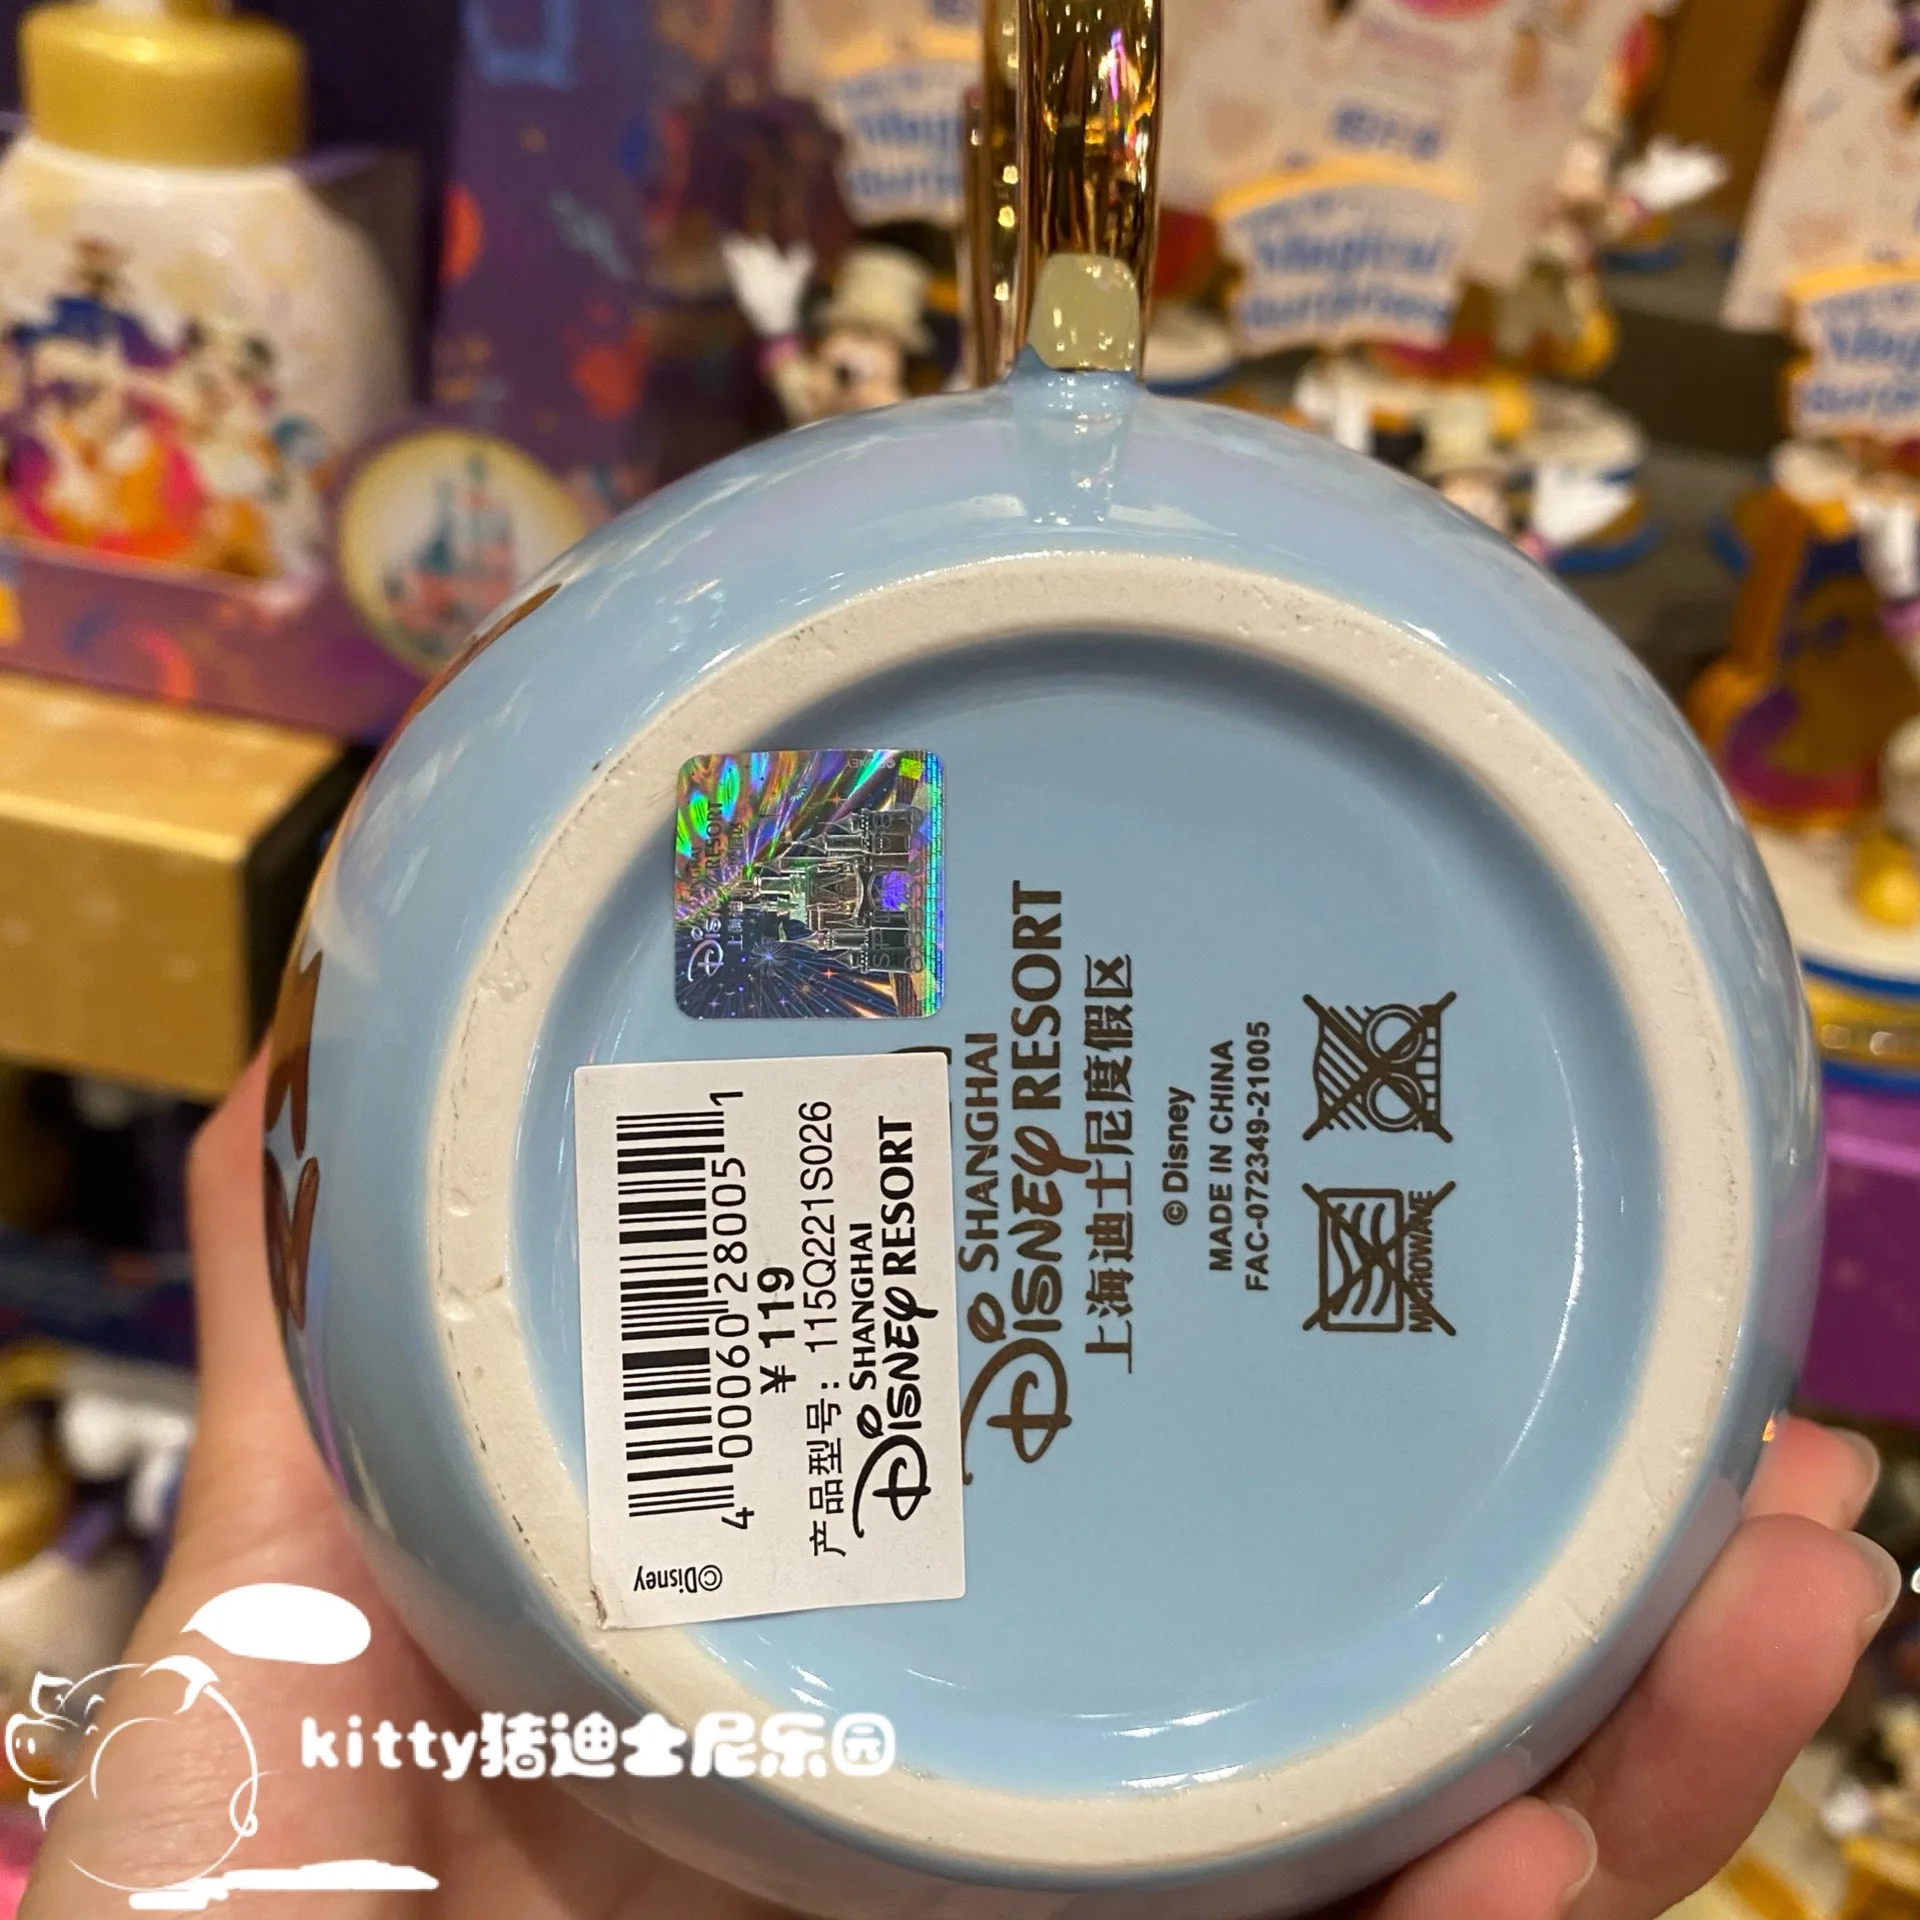 4 000060 280051
¥119
产品型号：115Q221S026
SHANGHAI
Disney RESORT
©Disney
SHANGHAI
Disney RESORT
上海迪士尼度假区
©Disney
MADE IN CHINA
FAC-072349-21005
MICROWAVE
Magical
kitty猪迪士尼乐园